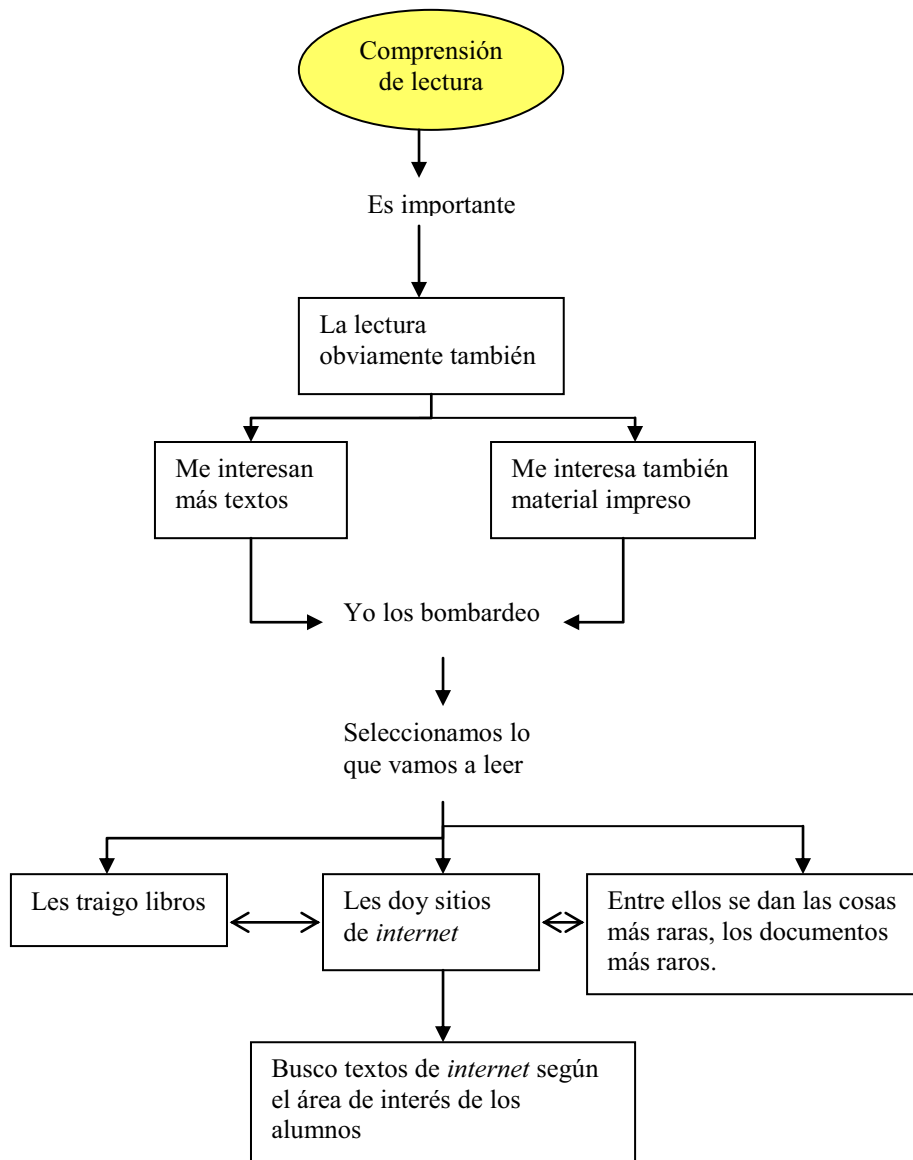 Comprensión
de lectura
Es importante
La lectura
obviamente también
Me interesan
más textos
Me interesa también
material impreso
Yo los bombardeo
Seleccionamos lo
que vamos a leer
Les traigo libros
Les doy sitios
de internet
Entre ellos se dan las cosas
más raras, los documentos
más raros.
Busco textos de internet según
el área de interés de los
alumnos